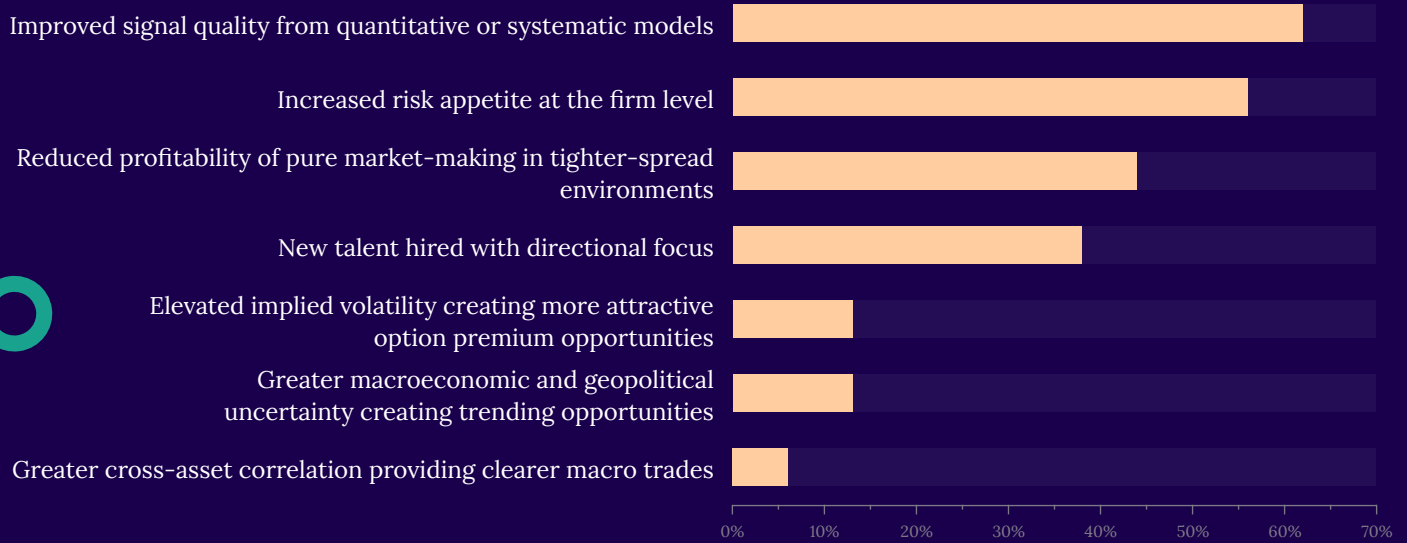 Improved signal quality from quantitative or systematic models
Increased risk appetite at the firm level
Reduced profitability of pure market-making in tighter-spread
environments
New talent hired with directional focus
Elevated implied volatility creating more attractive
option premium opportunities
Greater macroeconomic and geopolitical
uncertainty creating trending opportunities
Greater cross-asset correlation providing clearer macro trades
0% 10% 20% 30% 40% 50% 60% 70%